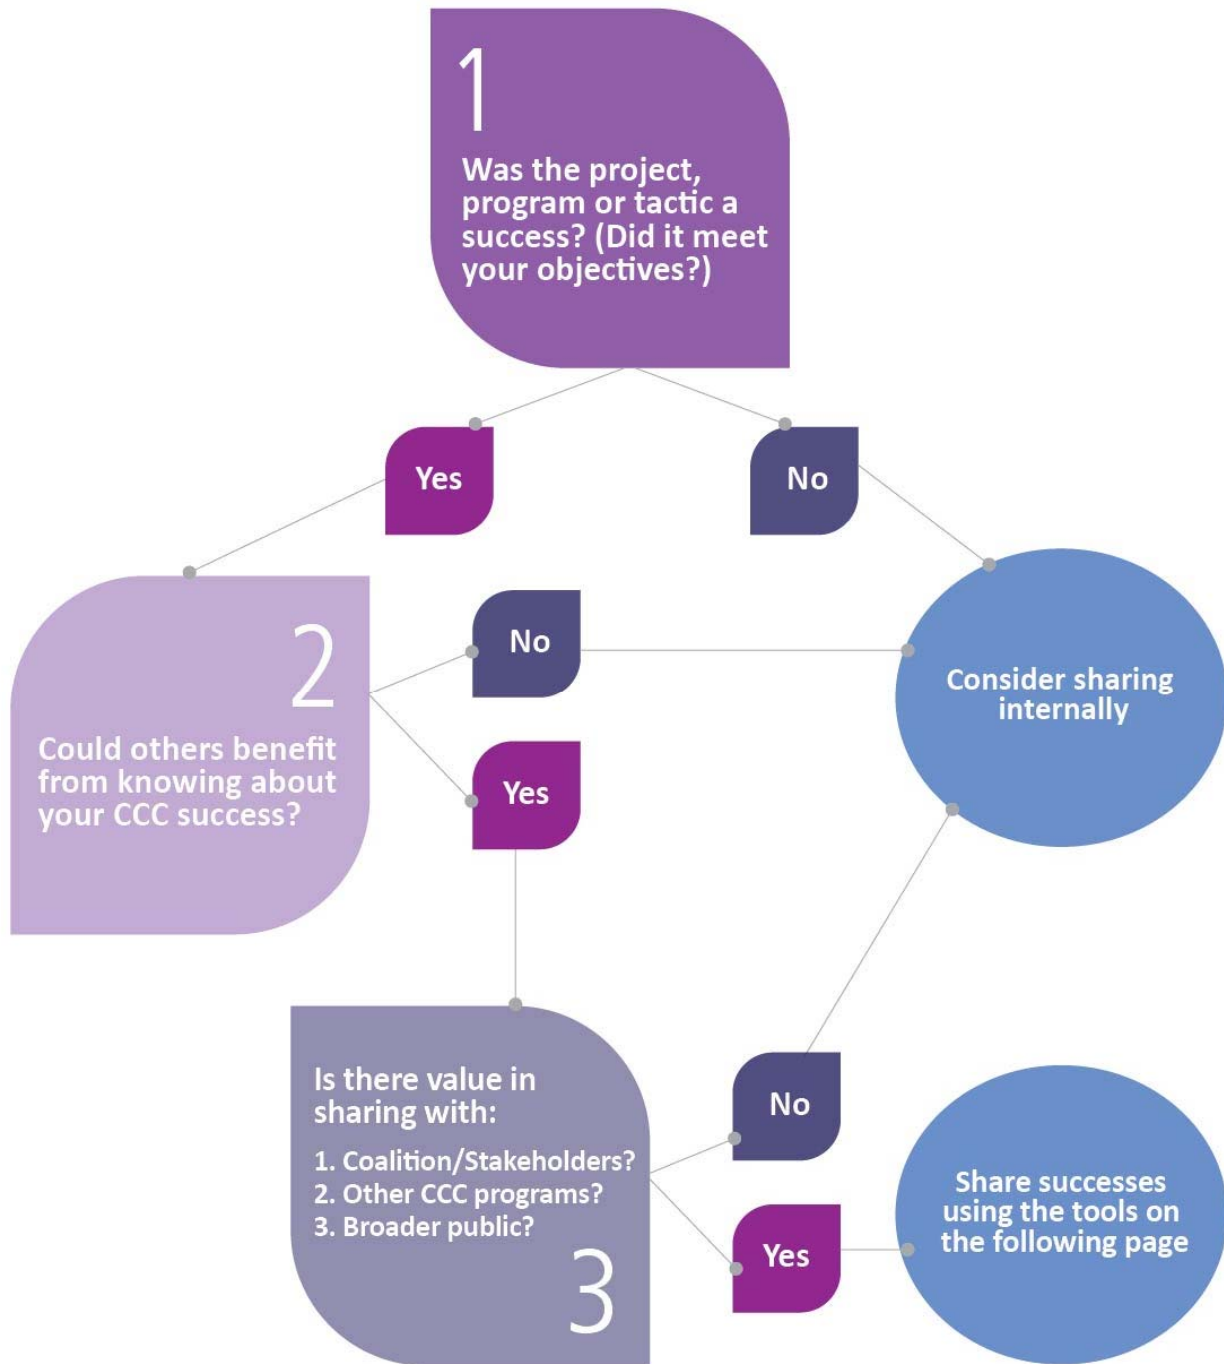 1
Was the project,
program or tactic a
success? (Did it meet
your objectives?)
Yes
No
2
Could others benefit
from knowing about
your CCC success?
No
Yes
Consider sharing
internally
Is there value in
sharing with:
1. Coalition/Stakeholders?
2. Other CCC programs?
3. Broader public?
3
No
Yes
Share successes
using the tools on
the following page